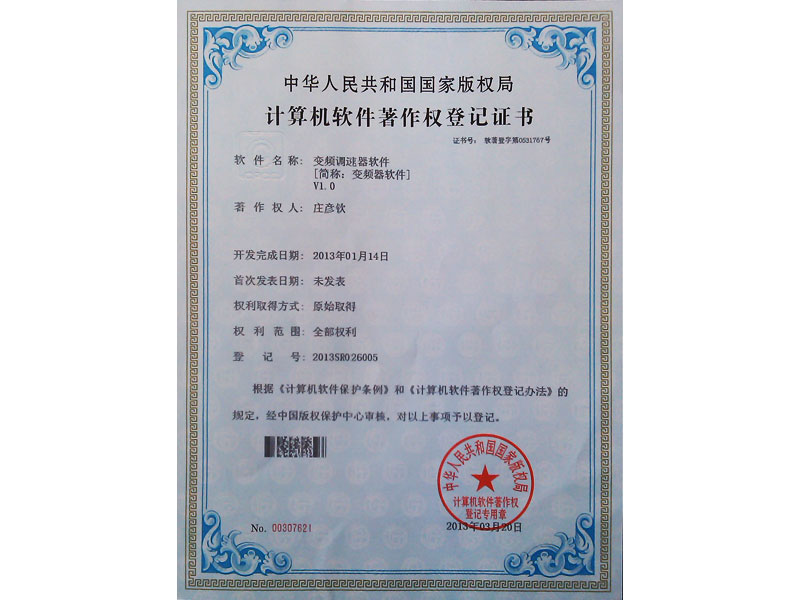 中华人民共和国国家版权局
计算机软件著作权登记证书
证书号： 软著登字第0531767号
软件名称： 变频调速器软件
[简称：变频器软件]
V1.0
著作权人： 庄彦钦
开发完成日期： 2013年01月14日
首次发表日期： 未发表
权利取得方式： 原始取得
权利范围： 全部权利
登记号： 2013SR026005
根据《计算机软件保护条例》和《计算机软件著作权登记办法》的
规定，经中国版权保护中心审核，对以上事项予以登记。
中华人民共和国国家版权局
计算机软件著作权
登记专用章
No. 00307621
2013年03月20日